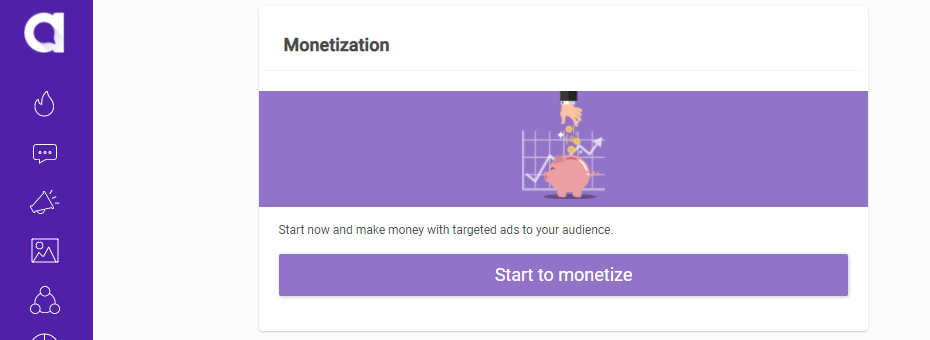 Monetization
Start now and make money with targeted ads to your audience.
Start to monetize